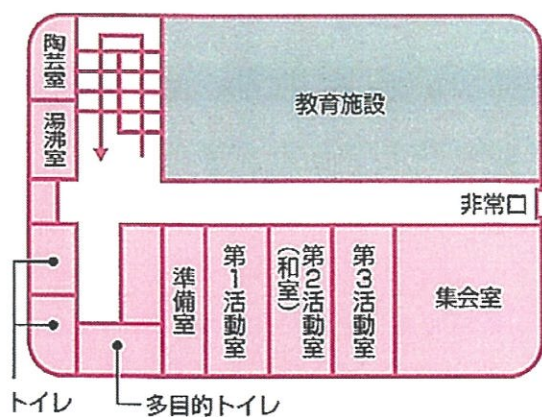 陶芸室
湯沸室
教育施設
非常口
準備室
第1活動室
第2活動室
(和室)
第3活動室
集会室
トイレ
多目的トイレ